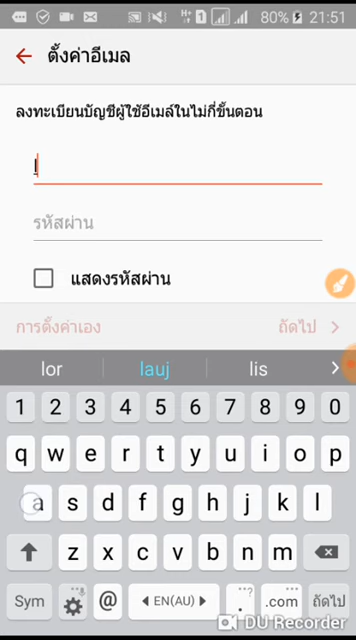 80% 21:51
ตั้งค่าอีเมล
ลงทะเบียนบัญชีผู้ใช้อีเมล์ในไม่กี่ขั้นตอน
l
รหัสผ่าน
แสดงรหัสผ่าน
การตั้งค่าเอง ถัดไป
lor lauj lis
1 2 3 4 5 6 7 8 9 0
q w e r t y u i o p
a s d f g h j k l
z x c v b n m
Sym @ EN(AU) . .com ถัดไป
DU Recorder